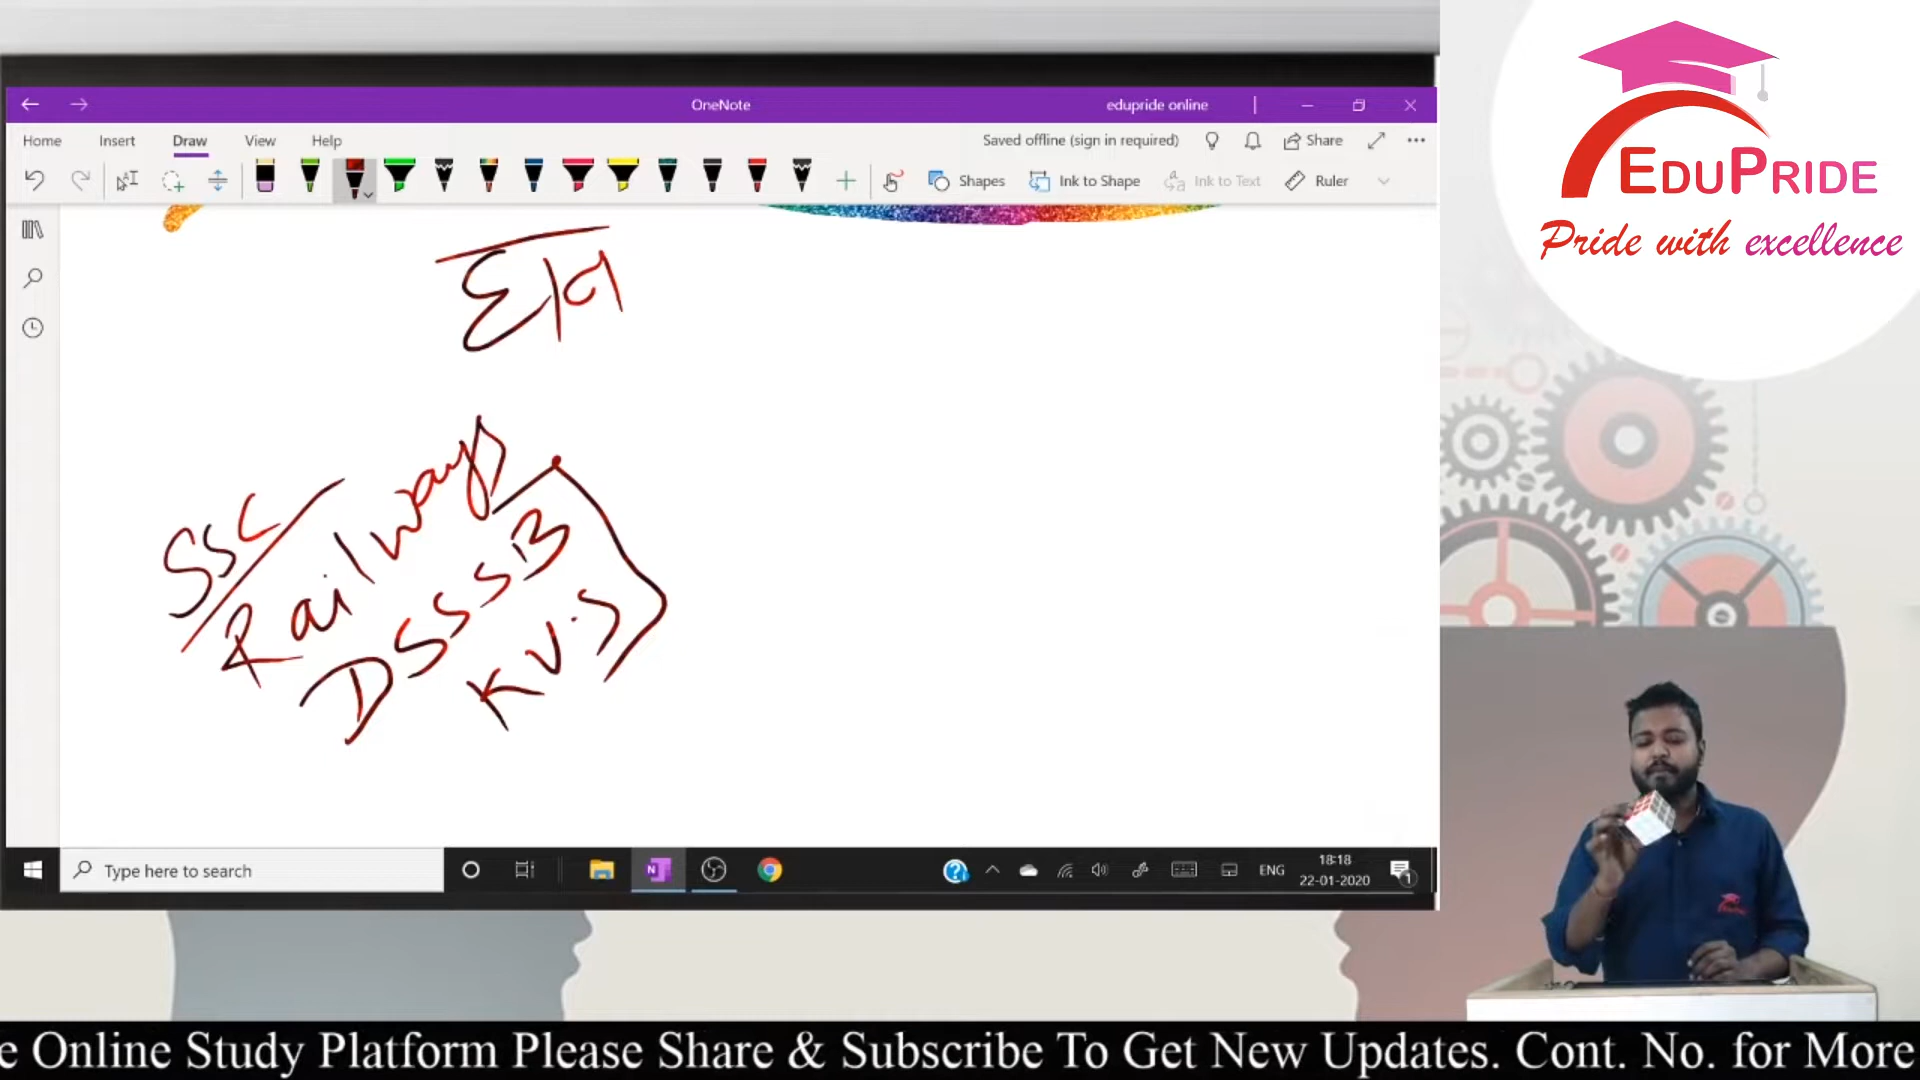 OneNote
edupride online
Home Insert Draw View Help
Saved offline (sign in required)
Share
Shapes
Ink to Shape
Ink to Text
Ruler
SSC
Railways
DSSSB
KVS
Type here to search
ENG
18:18
22-01-2020
1
EDUPRIDE
Pride with excellence
e Online Study Platform Please Share & Subscribe To Get New Updates. Cont. No. for More